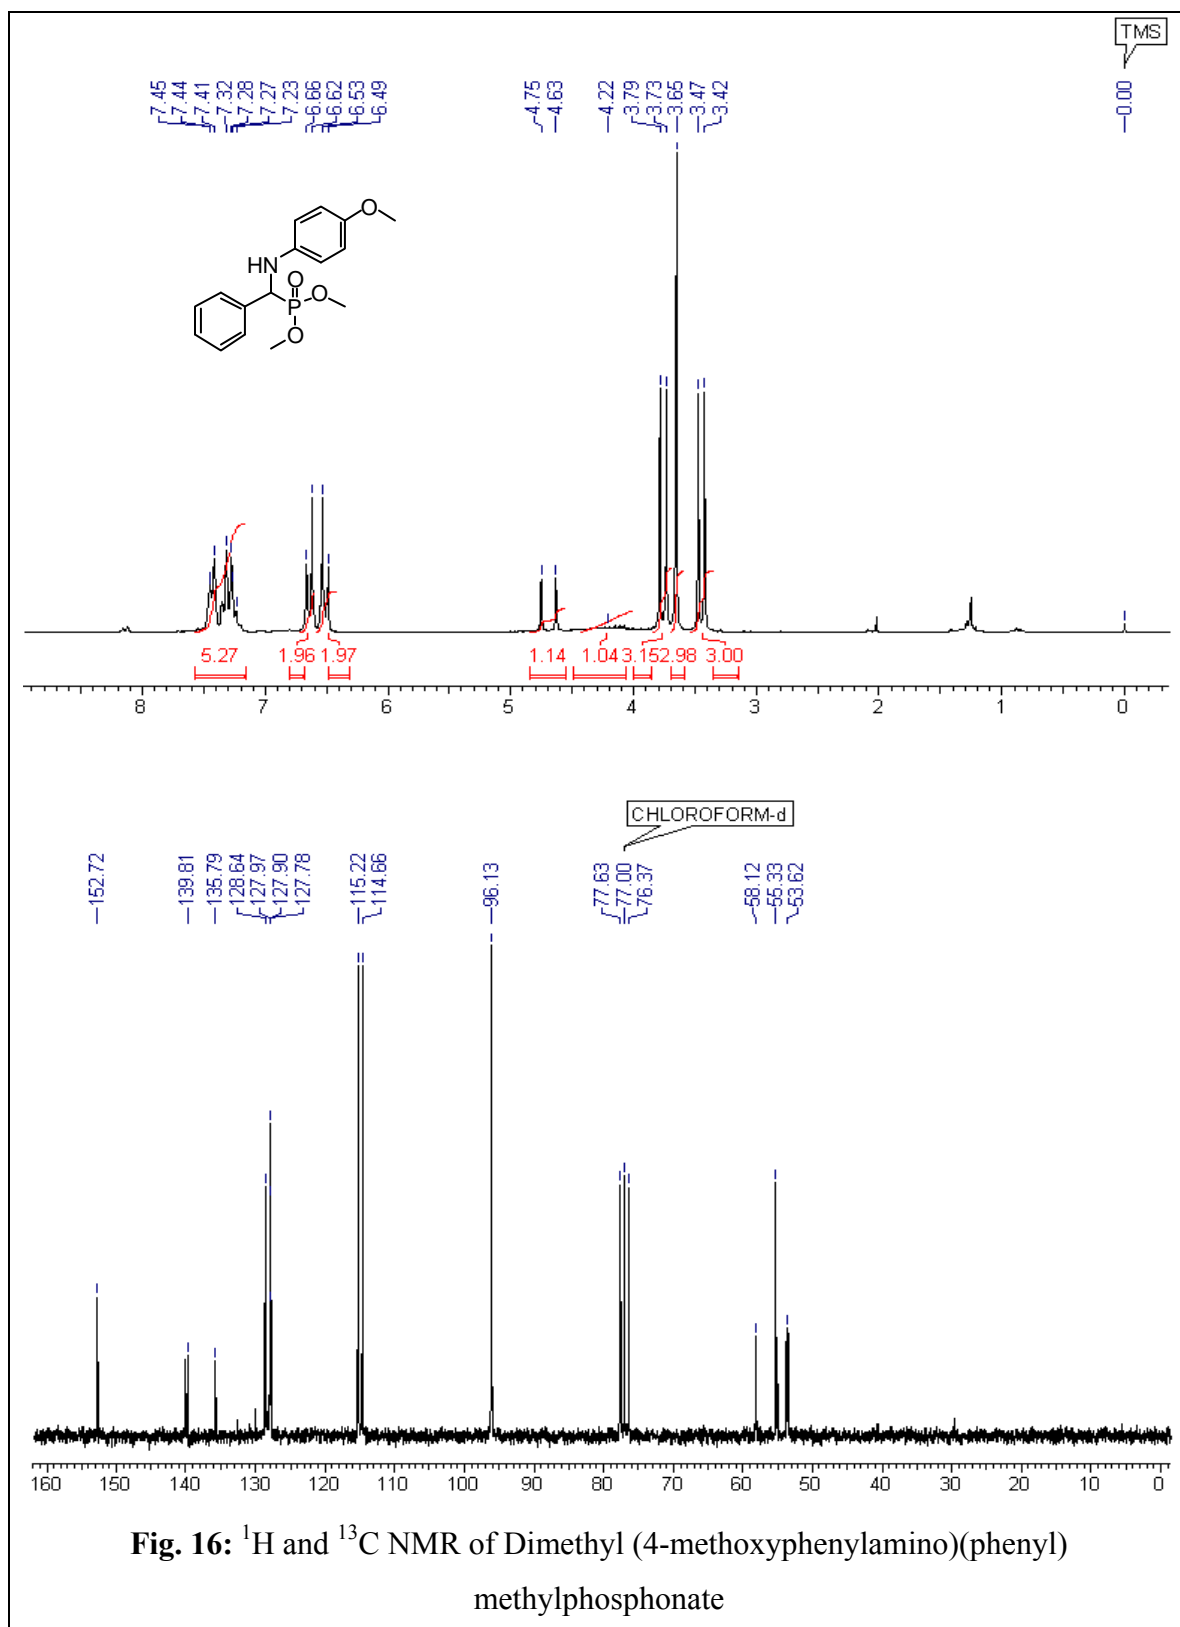 TMS
7.45 7.44 7.41 7.32 7.28 7.27 7.23 6.66 6.62 6.53 6.49 4.75 4.63 4.22 3.79 3.73 3.65 3.47 3.42 -0.00
O
HN
O
P
O
O
5.27 1.96 1.97 1.14 1.04 3.15 2.98 3.00
8 7 6 5 4 3 2 1 0
CHLOROFORM-d
152.72 139.81 135.79 128.64 127.97 127.90 127.78 115.22 114.66 96.13 77.63 77.00 76.37 58.12 55.33 53.62
160 150 140 130 120 110 100 90 80 70 60 50 40 30 20 10 0
Fig. 16: ¹H and ¹³C NMR of Dimethyl (4-methoxyphenylamino)(phenyl)
methylphosphonate